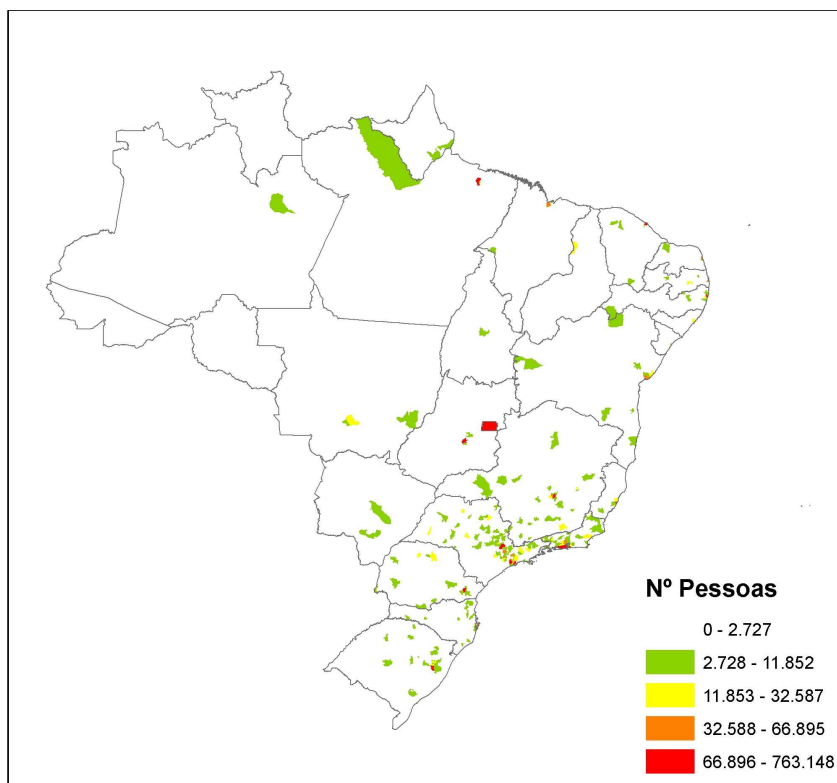 Nº Pessoas
0 - 2.727
2.728 - 11.852
11.853 - 32.587
32.588 - 66.895
66.896 - 763.148